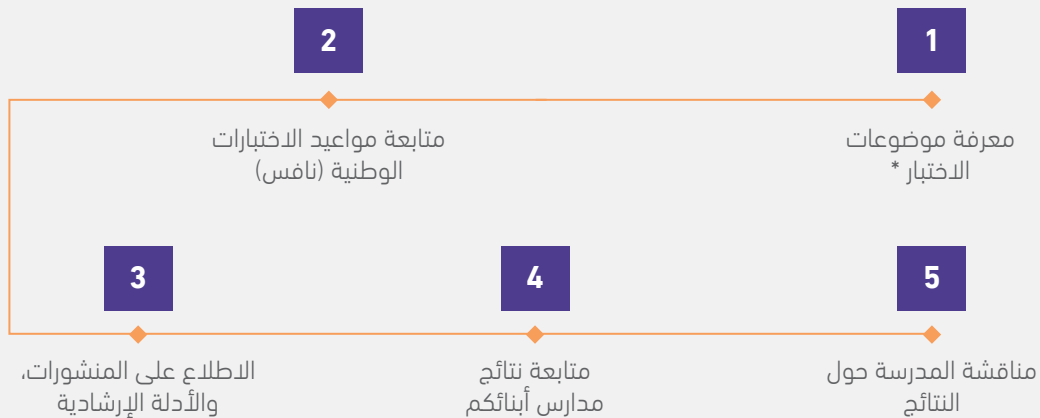 1
معرفة موضوعات
الاختبار *
2
متابعة مواعيد الاختبارات
الوطنية (نافس)
3
الاطلاع على المنشورات،
والأدلة الإرشادية
4
متابعة نتائج
مدارس أبنائكم
5
مناقشة المدرسة حول
النتائج